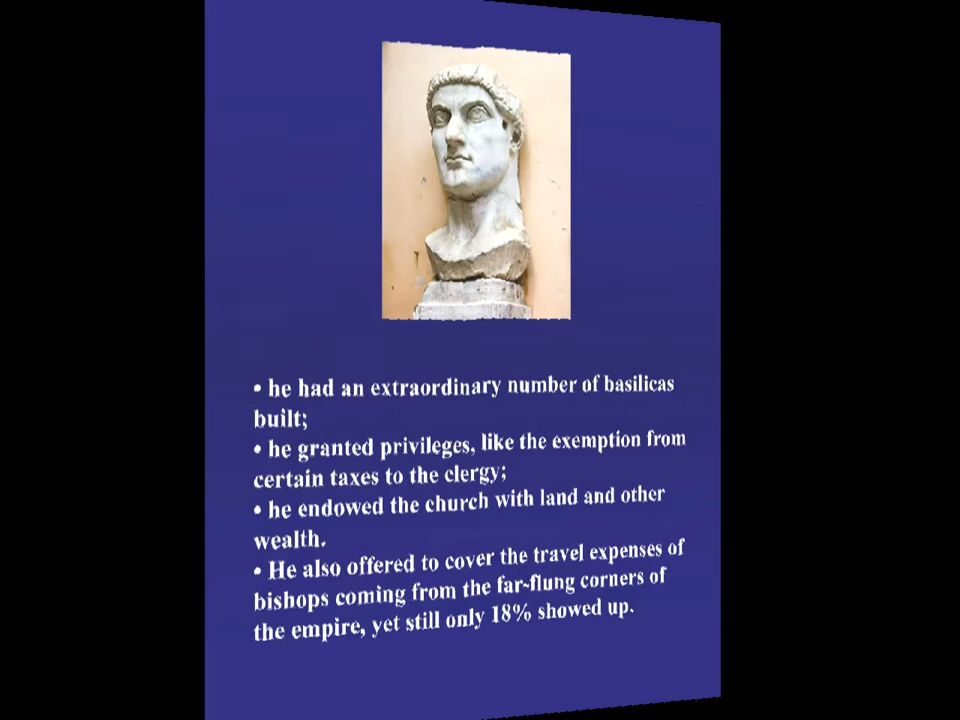 • he had an extraordinary number of basilicas
built;
• he granted privileges, like the exemption from
certain taxes to the clergy;
• he endowed the church with land and other
wealth.
• He also offered to cover the travel expenses of
bishops coming from the far-flung corners of
the empire, yet still only 18% showed up.